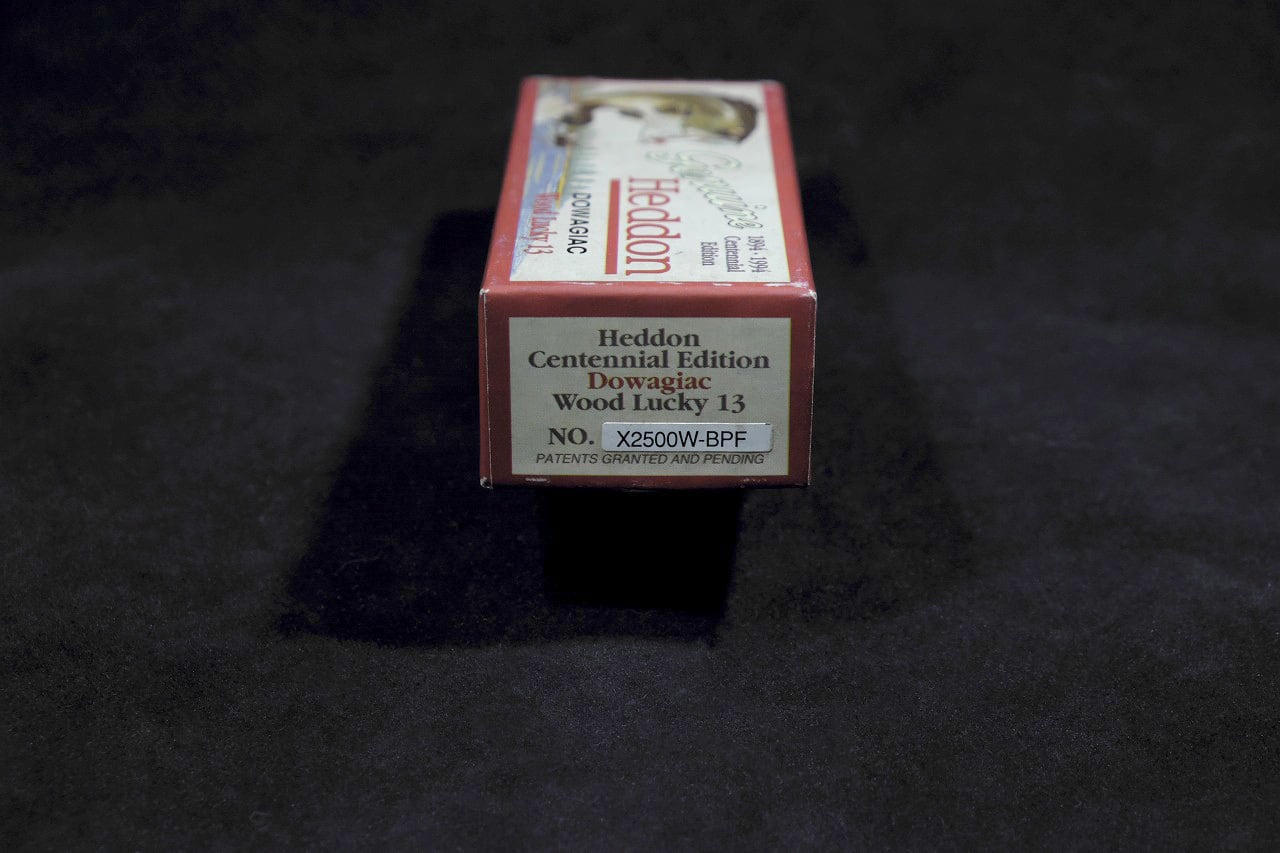 Genuine
Heddon
DOWAGIAC
Wood Lucky 13
1894 - 1994
Centennial
Edition
Heddon
Centennial Edition
Dowagiac
Wood Lucky 13
NO. X2500W-BPF
PATENTS GRANTED AND PENDING